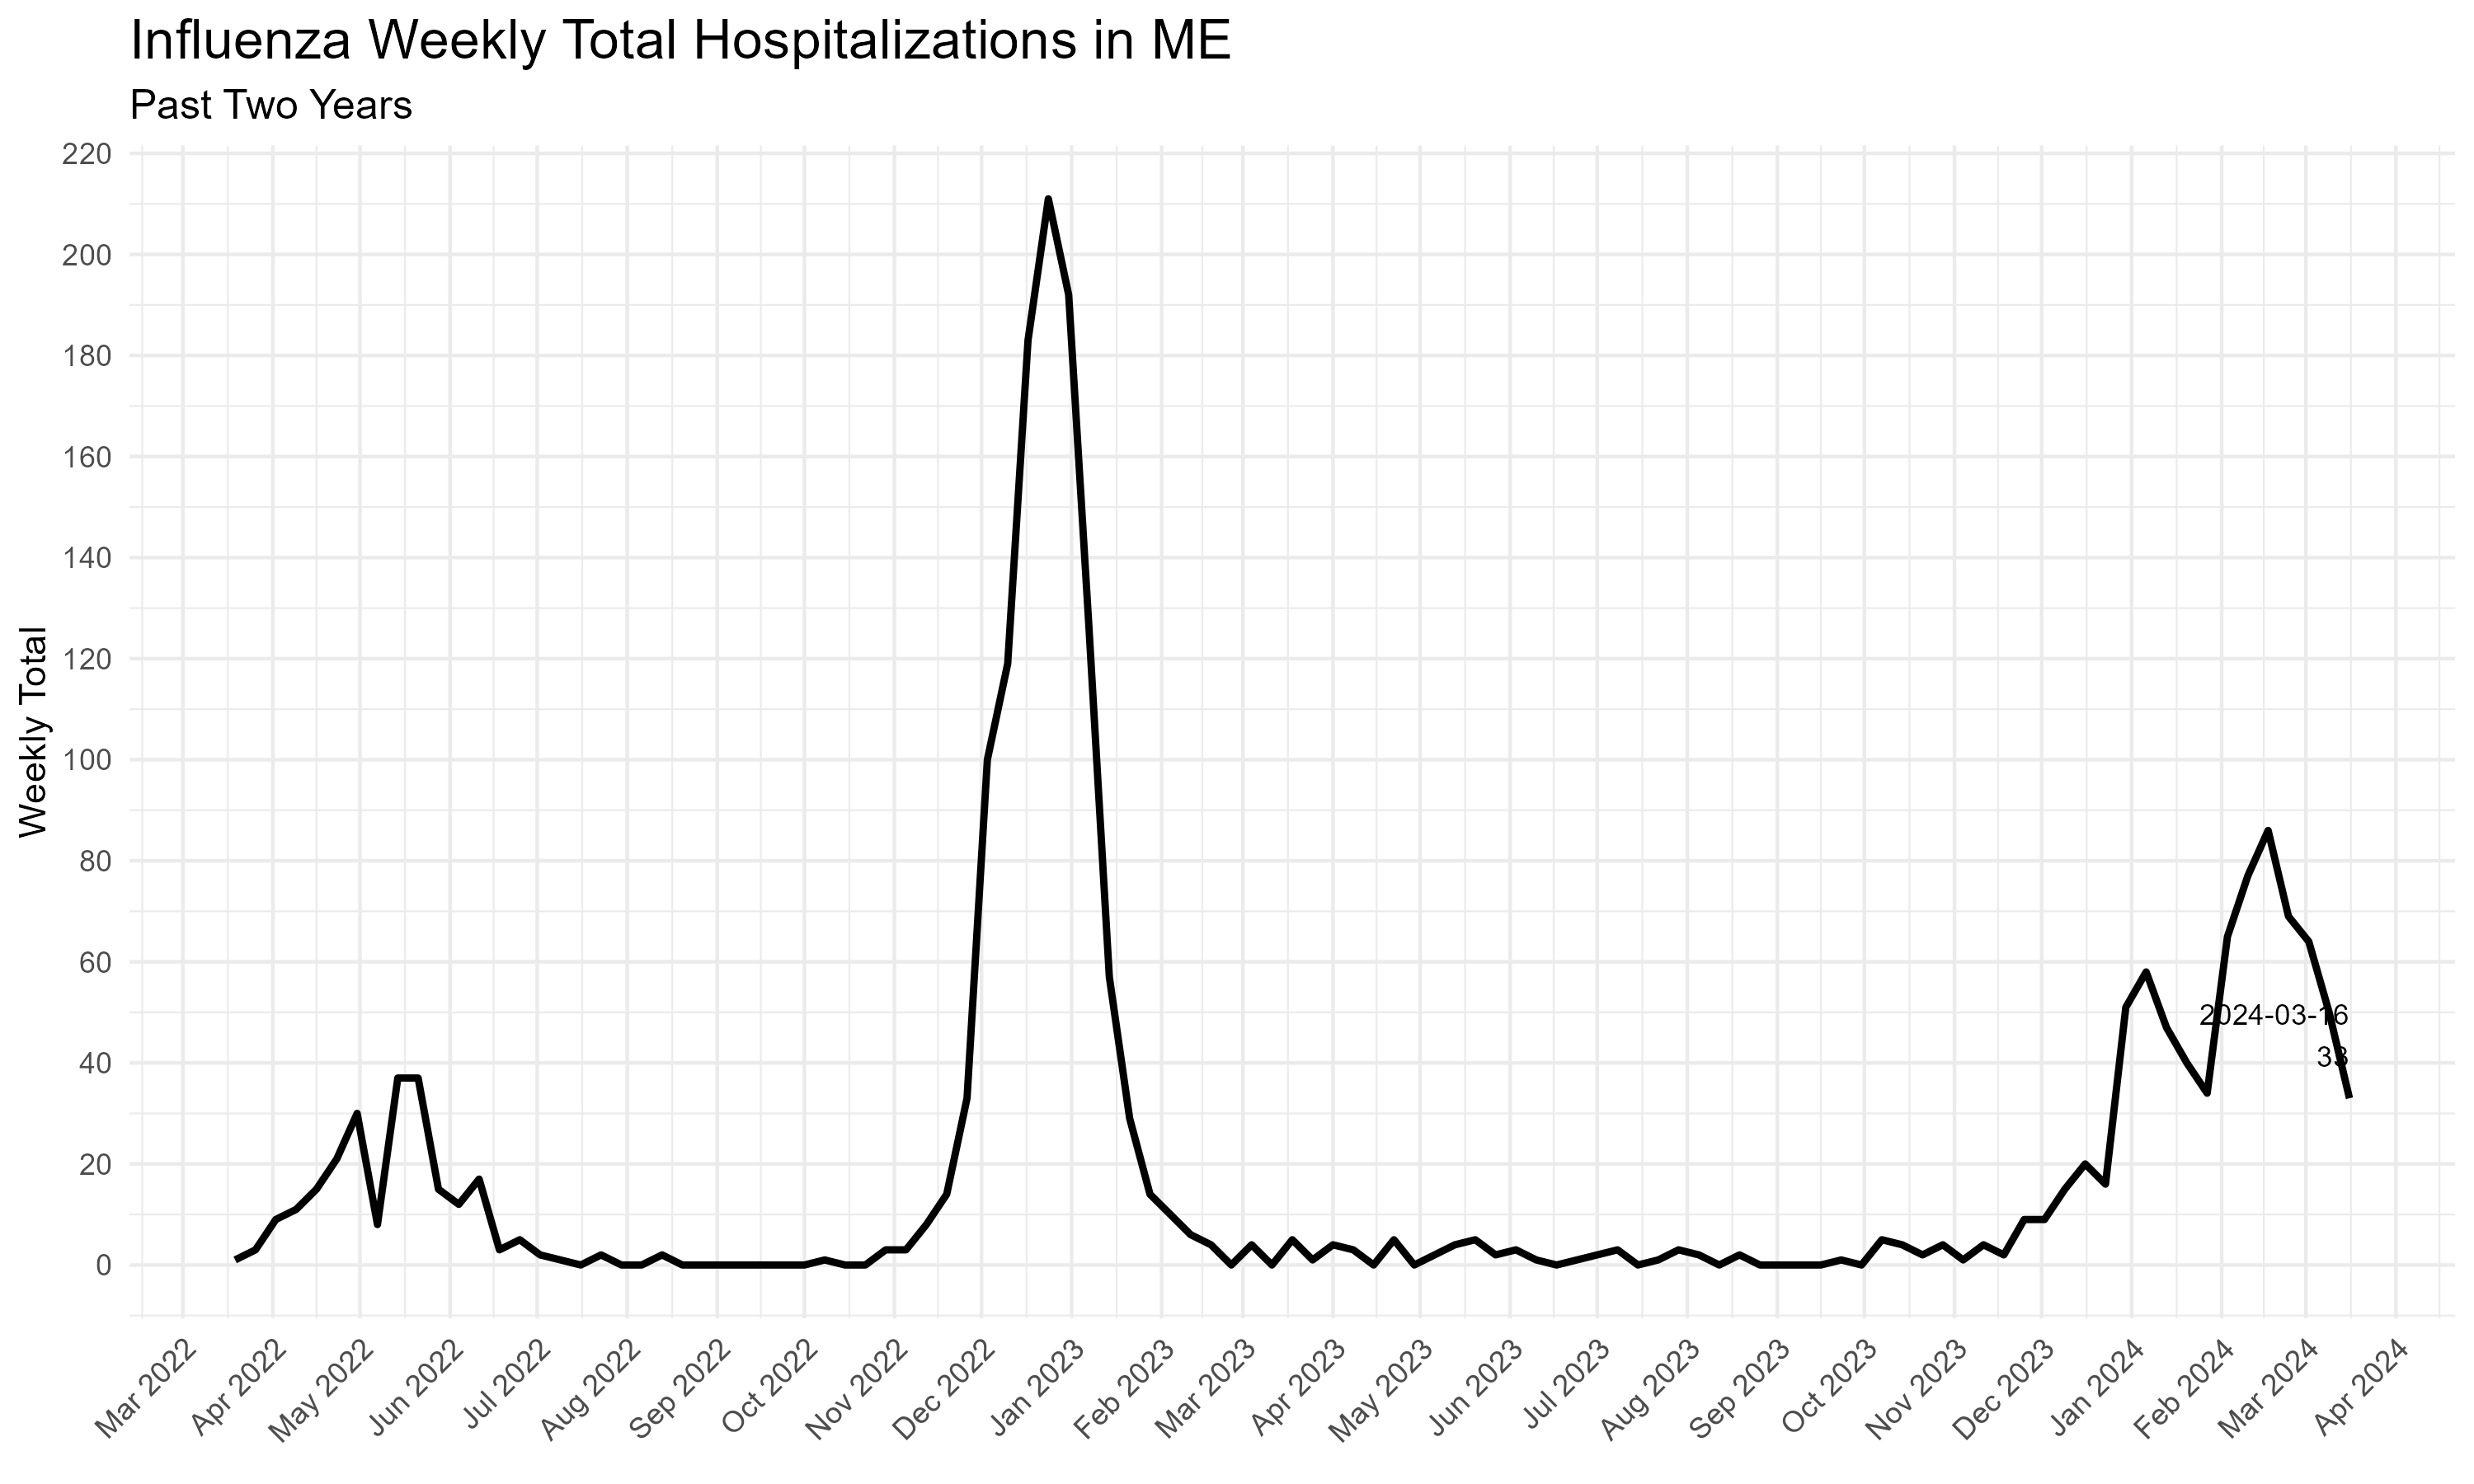 Influenza Weekly Total Hospitalizations in ME
Past Two Years
Weekly Total
220
200
180
160
140
120
100
80
60
40
20
0
2024-03-16
33
Mar 2022
Apr 2022
May 2022
Jun 2022
Jul 2022
Aug 2022
Sep 2022
Oct 2022
Nov 2022
Dec 2022
Jan 2023
Feb 2023
Mar 2023
Apr 2023
May 2023
Jun 2023
Jul 2023
Aug 2023
Sep 2023
Oct 2023
Nov 2023
Dec 2023
Jan 2024
Feb 2024
Mar 2024
Apr 2024